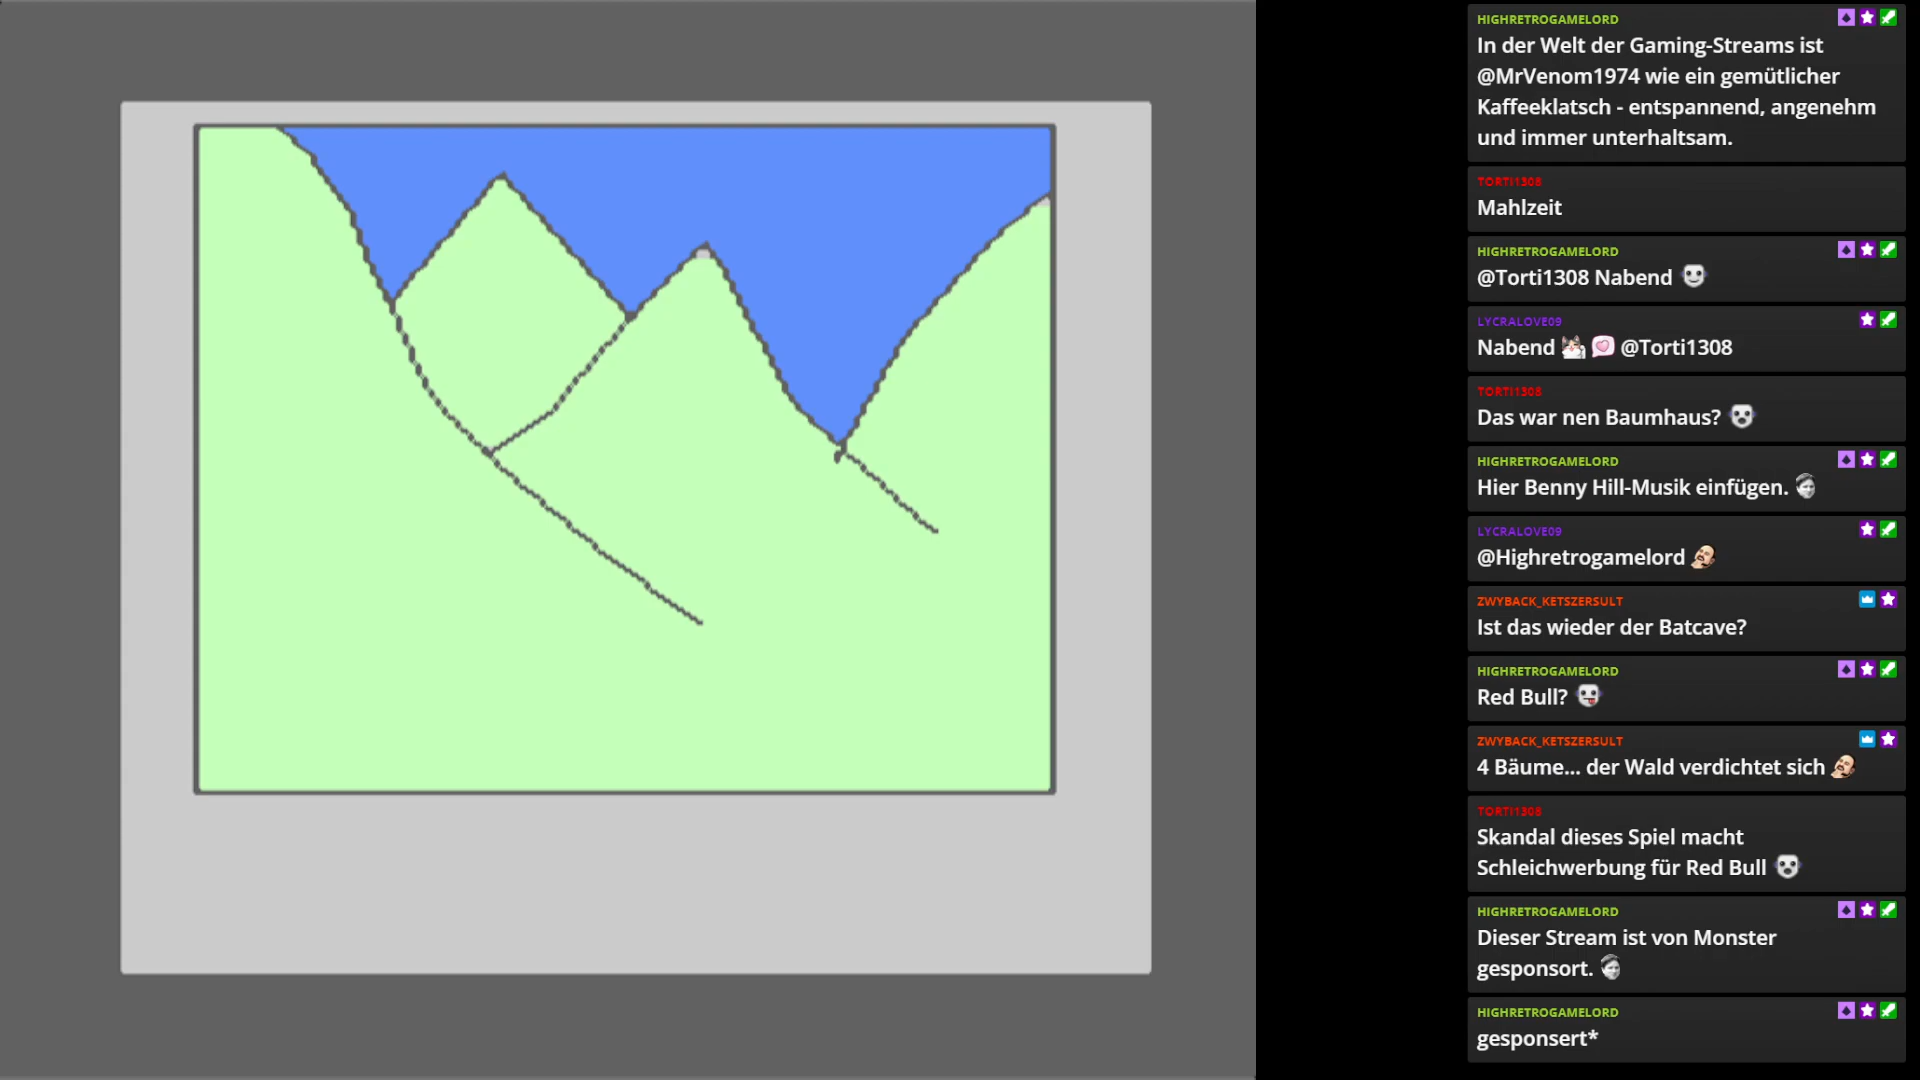 HIGHRETROGAMELORD
In der Welt der Gaming-Streams ist
@MrVenom1974 wie ein gemütlicher
Kaffeeklatsch - entspannend, angenehm
und immer unterhaltsam.
TORTI1308
Mahlzeit
HIGHRETROGAMELORD
@Torti1308 Nabend
LYCRALOVE09
Nabend @Torti1308
TORTI1308
Das war nen Baumhaus?
HIGHRETROGAMELORD
Hier Benny Hill-Musik einfügen.
LYCRALOVE09
@Highretrogamelord
ZWYBACK_KETSZERSULT
Ist das wieder der Batcave?
HIGHRETROGAMELORD
Red Bull?
ZWYBACK_KETSZERSULT
4 Bäume... der Wald verdichtet sich
TORTI1308
Skandal dieses Spiel macht
Schleichwerbung für Red Bull
HIGHRETROGAMELORD
Dieser Stream ist von Monster
gesponsort.
HIGHRETROGAMELORD
gesponsert*